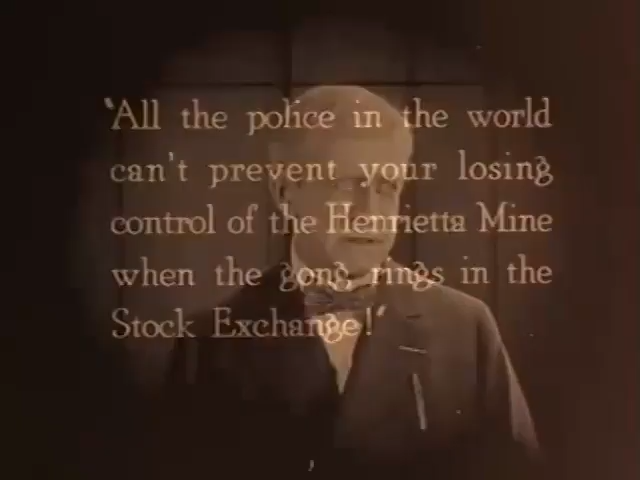 ‘All the police in the world
can't prevent your losing
control of the Henrietta Mine
when the gong rings in the
Stock Exchange!‘